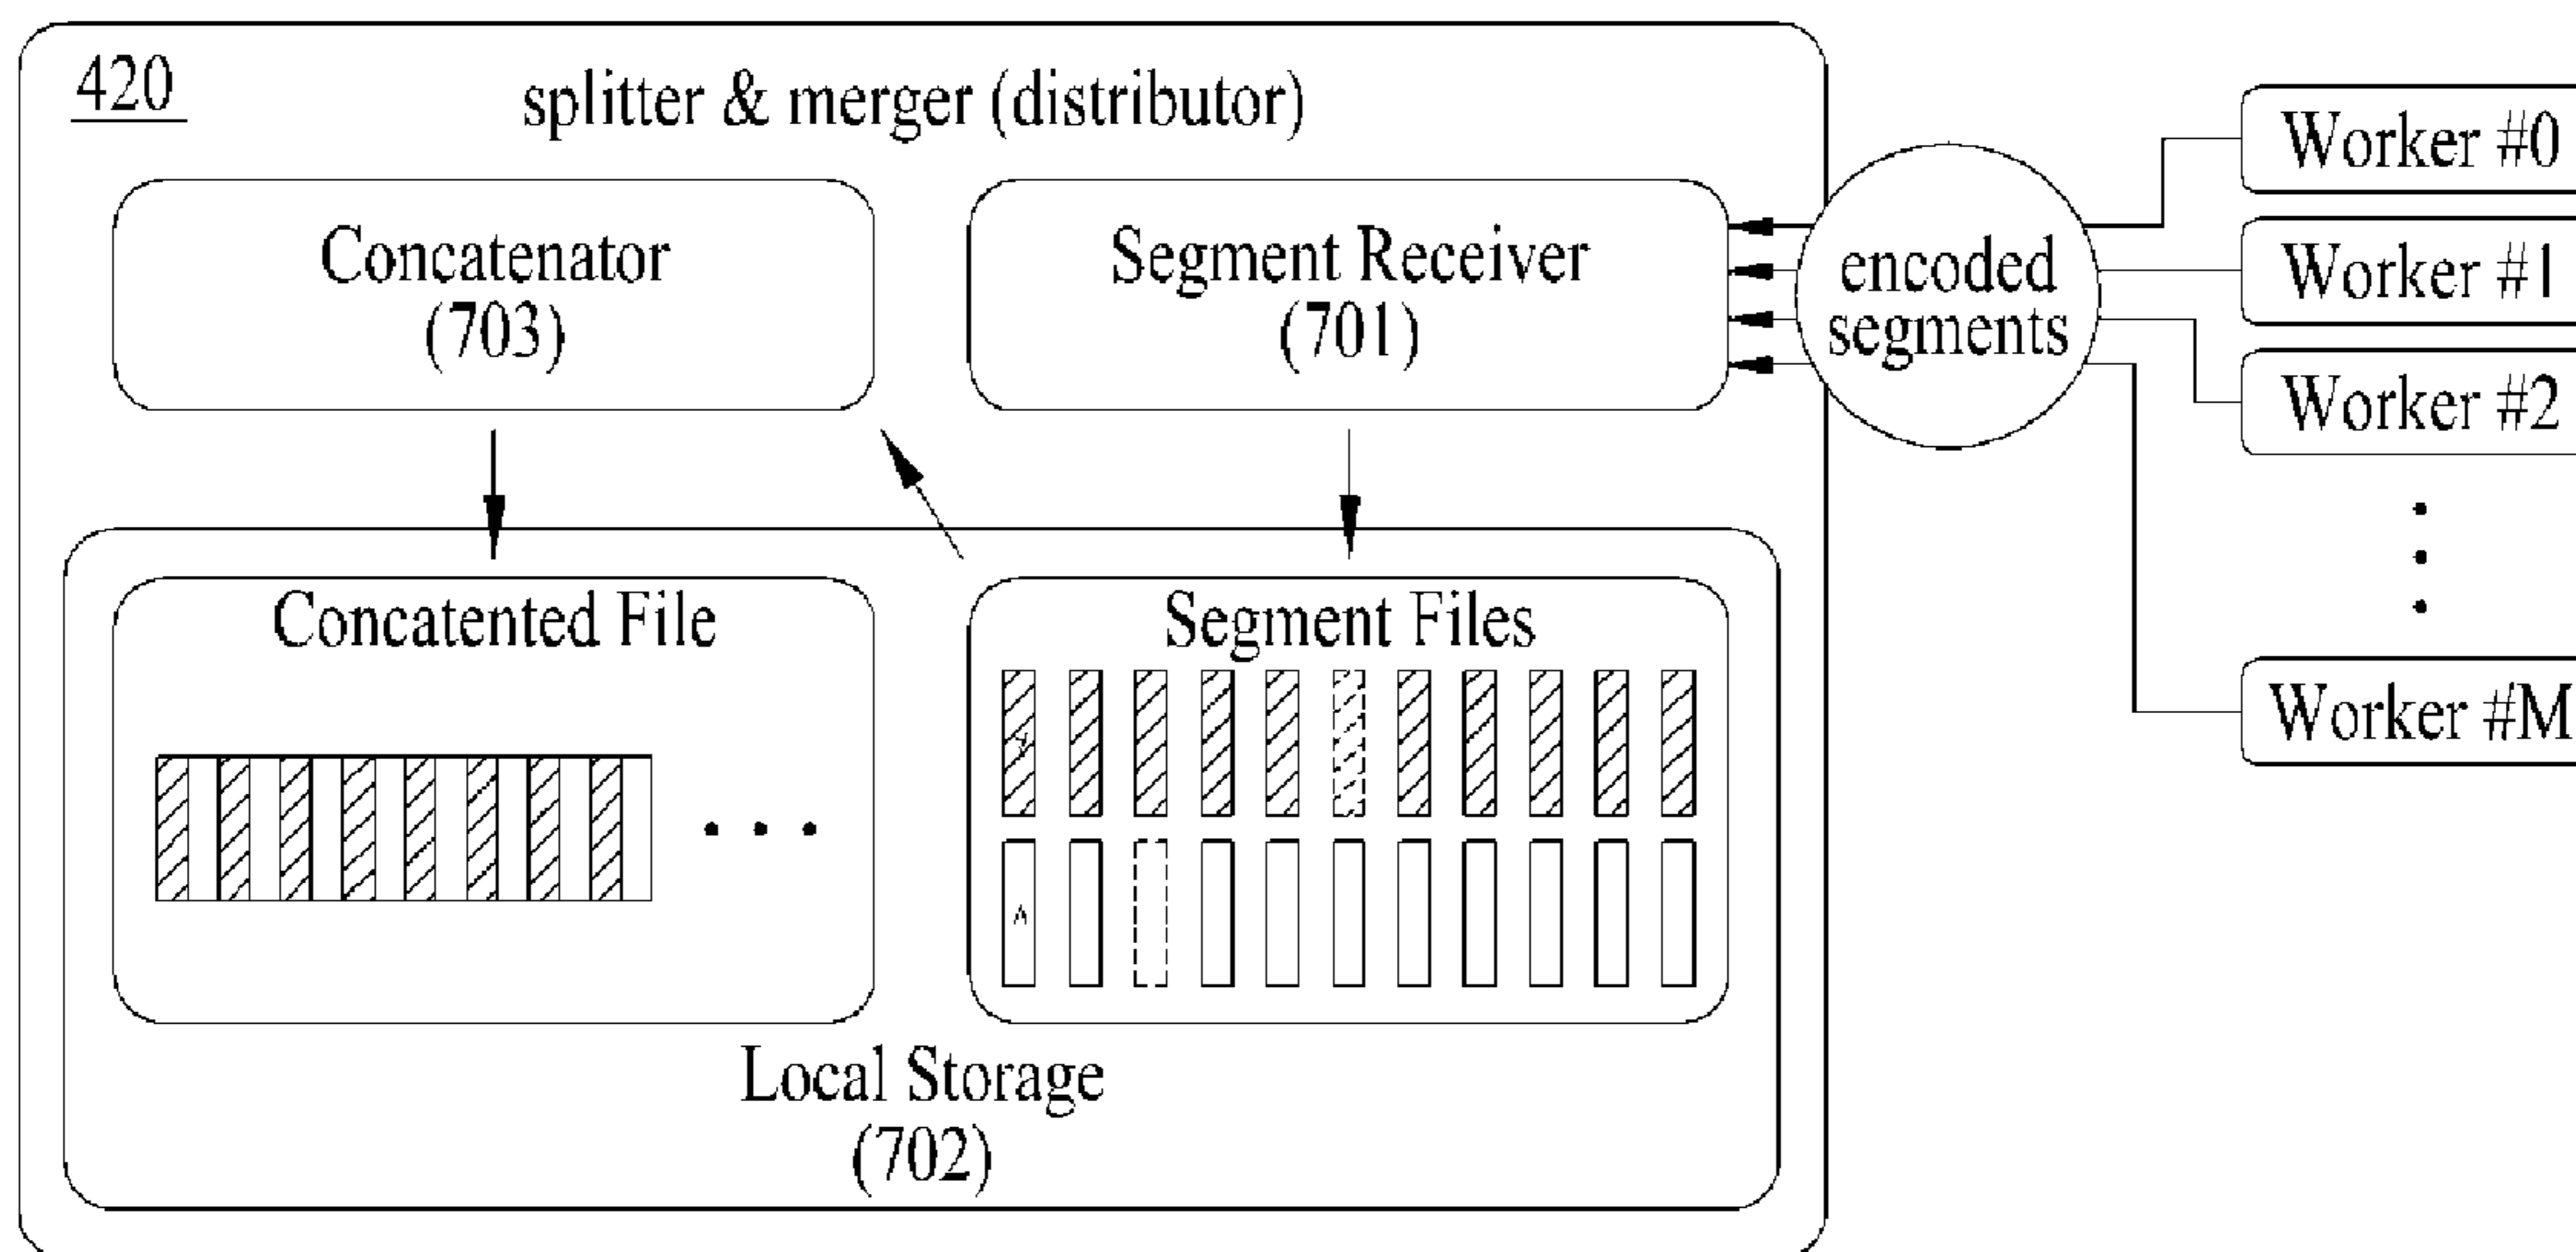 420
splitter & merger (distributor)
Concatenator
(703)
Segment Receiver
(701)
encoded
segments
Worker #0
Worker #1
Worker #2
Worker #M
Concatented File
Segment Files
Local Storage
(702)